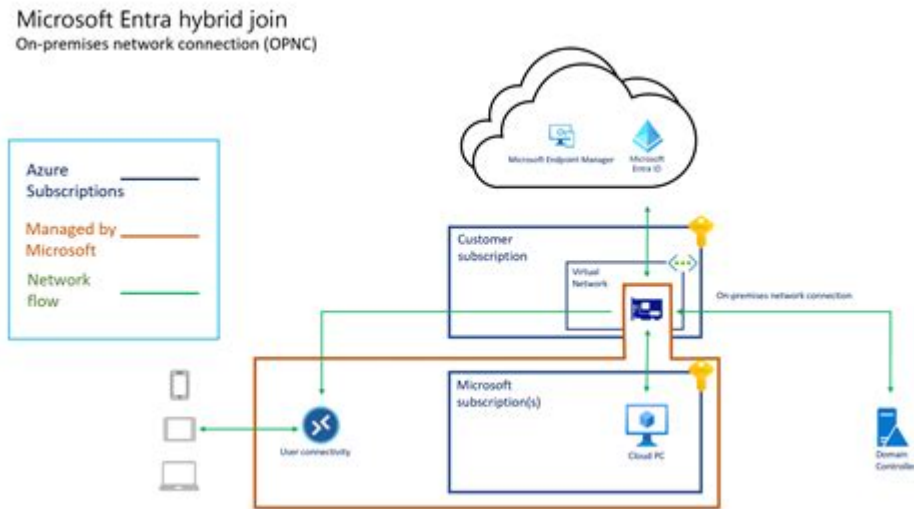 Microsoft Entra hybrid join
On-premises network connection (OPNC)
Microsoft Endpoint Manager
Microsoft
Entra ID
Azure
Subscriptions
Managed by
Microsoft
Network
flow
Customer
subscription
Virtual
Network
On-premises network connection
Microsoft
subscription(s)
User connectivity
Cloud PC
Domain
Controller